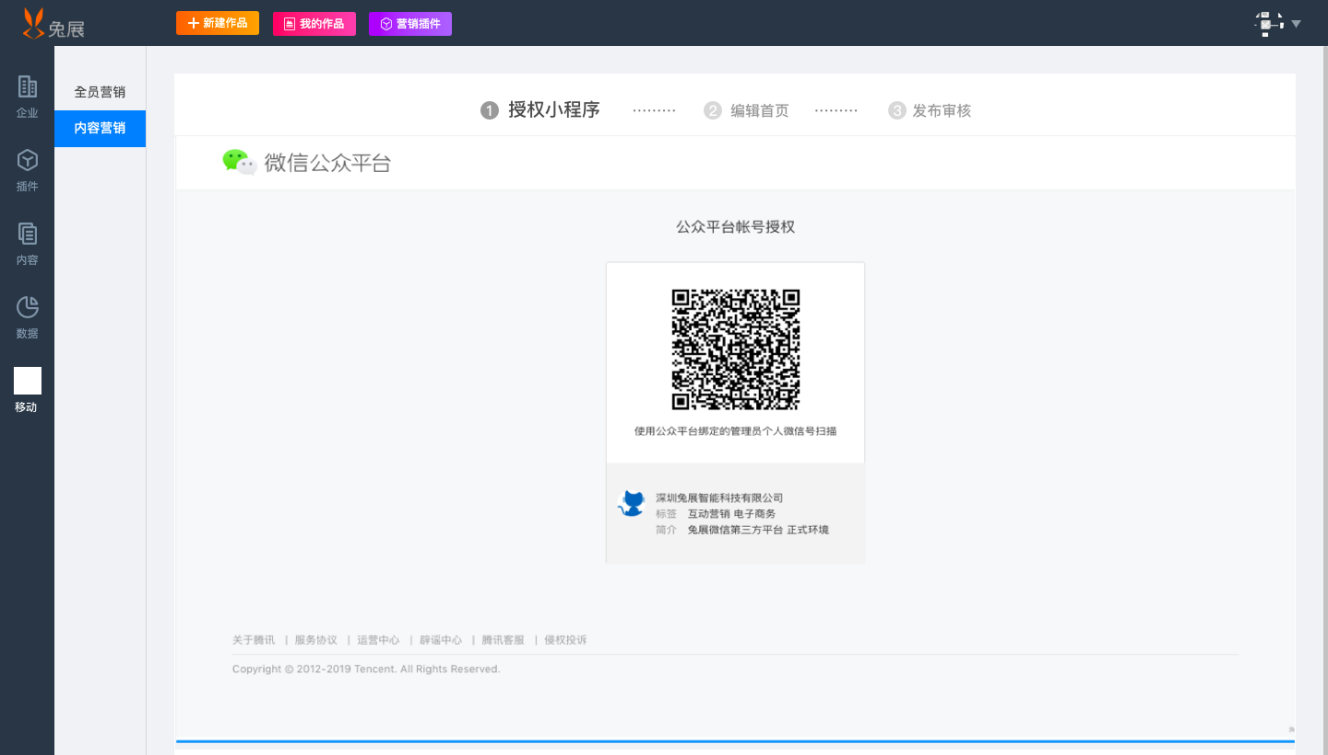 兔展
新建作品
我的作品
营销插件
企业
插件
内容
数据
移动
全员营销
内容营销
1 授权小程序 ········· 2 编辑首页 ········· 3 发布审核
微信公众平台
公众平台帐号授权
使用公众平台绑定的管理员个人微信号扫描
深圳兔展智能科技有限公司
标签 互动营销 电子商务
简介 兔展微信第三方平台 正式环境
关于腾讯 | 服务协议 | 运营中心 | 辟谣中心 | 腾讯客服 | 侵权投诉
Copyright © 2012-2019 Tencent. All Rights Reserved.